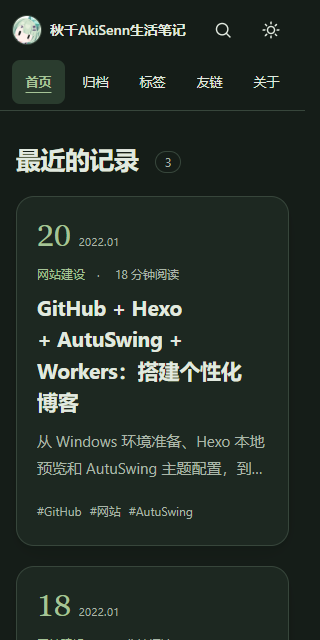 秋千AkiSenn生活笔记
首页 归档 标签 友链 关于
最近的记录 3
20 2022.01
网站建设 · 18 分钟阅读
GitHub + Hexo
+ AutuSwing +
Workers：搭建个性化
博客
从 Windows 环境准备、Hexo 本地
预览和 AutuSwing 主题配置，到...
#GitHub #网站 #AutuSwing
18 2022.01